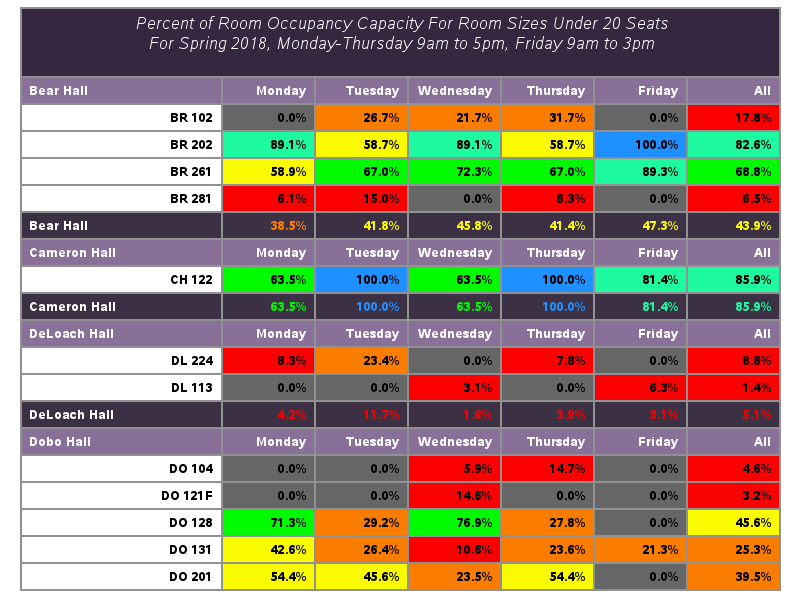 Percent of Room Occupancy Capacity For Room Sizes Under 20 Seats
For Spring 2018, Monday-Thursday 9am to 5pm, Friday 9am to 3pm
Bear Hall Monday Tuesday Wednesday Thursday Friday All
BR 102 0.0% 26.7% 21.7% 31.7% 0.0% 17.8%
BR 202 89.1% 58.7% 89.1% 58.7% 100.0% 82.6%
BR 261 58.9% 67.0% 72.3% 67.0% 89.3% 68.8%
BR 281 6.1% 15.0% 0.0% 8.3% 0.0% 6.5%
Bear Hall 38.5% 41.8% 45.8% 41.4% 47.3% 43.9%
Cameron Hall Monday Tuesday Wednesday Thursday Friday All
CH 122 63.5% 100.0% 63.5% 100.0% 81.4% 85.9%
Cameron Hall 63.5% 100.0% 63.5% 100.0% 81.4% 85.9%
DeLoach Hall Monday Tuesday Wednesday Thursday Friday All
DL 224 8.3% 23.4% 0.0% 7.8% 0.0% 8.8%
DL 113 0.0% 0.0% 3.1% 0.0% 6.3% 1.4%
DeLoach Hall 4.2% 11.7% 1.6% 3.9% 3.1% 5.1%
Dobo Hall Monday Tuesday Wednesday Thursday Friday All
DO 104 0.0% 0.0% 5.9% 14.7% 0.0% 4.6%
DO 121F 0.0% 0.0% 14.6% 0.0% 0.0% 3.2%
DO 128 71.3% 29.2% 76.9% 27.8% 0.0% 45.6%
DO 131 42.6% 26.4% 10.6% 23.6% 21.3% 25.3%
DO 201 54.4% 45.6% 23.5% 54.4% 0.0% 39.5%